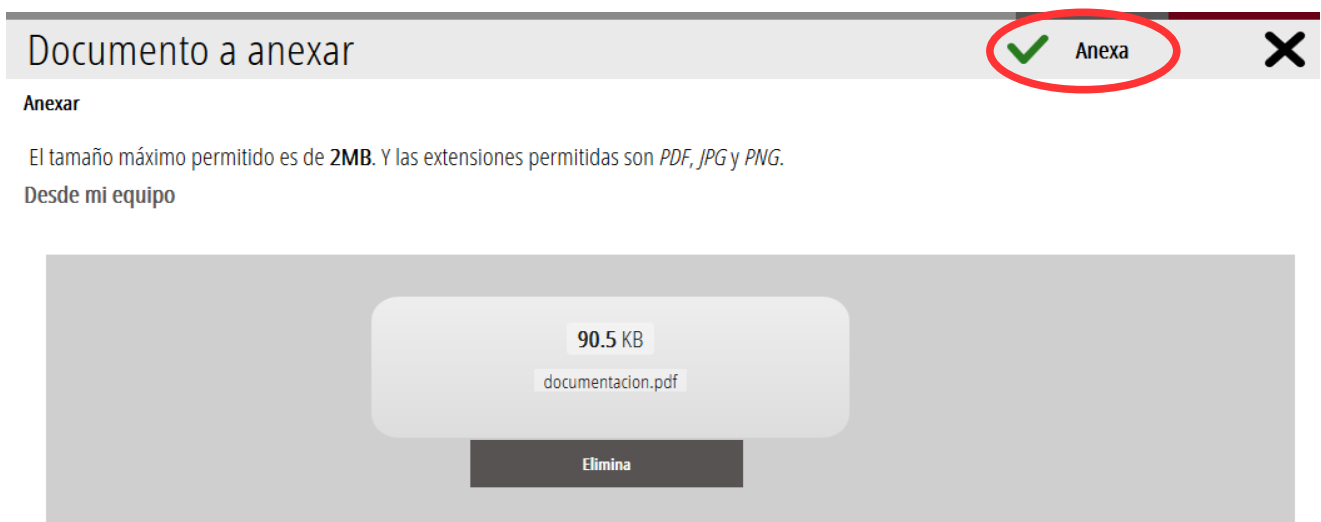 Documento a anexar
Anexa
Anexar
El tamaño máximo permitido es de 2MB. Y las extensiones permitidas son PDF, JPG y PNG.
Desde mi equipo
90.5 KB
documentacion.pdf
Elimina